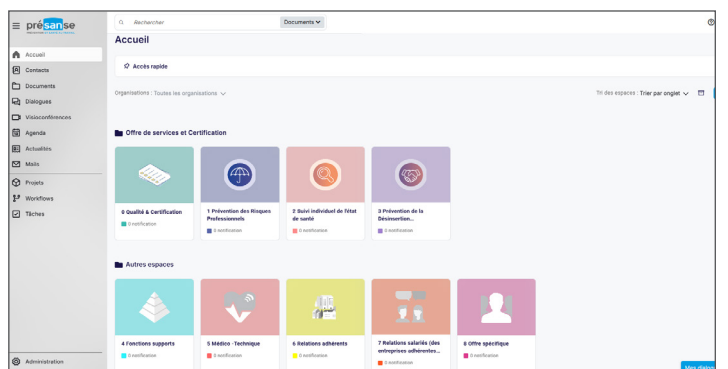 présanse
Rechercher
Documents
Accueil
Accès rapide
Organisations : Toutes les organisations
Tri des espaces : Trier par onglet
Accueil
Contacts
Documents
Dialogues
Visioconférences
Agenda
Actualités
Mails
Projets
Workflows
Tâches
Administration
Offre de services et Certification
0 Qualité & Certification
0 notification
1 Prévention des Risques
Professionnels
0 notification
2 Suivi individuel de l'état
de santé
0 notification
3 Prévention de la
Désinsertion...
0 notification
Autres espaces
4 Fonctions supports
0 notification
5 Médico -Technique
0 notification
6 Relations adhérents
0 notification
7 Relations salariés (des
entreprises adhérentes...
0 notification
8 Offre spécifique
0 notification
Mes dialog